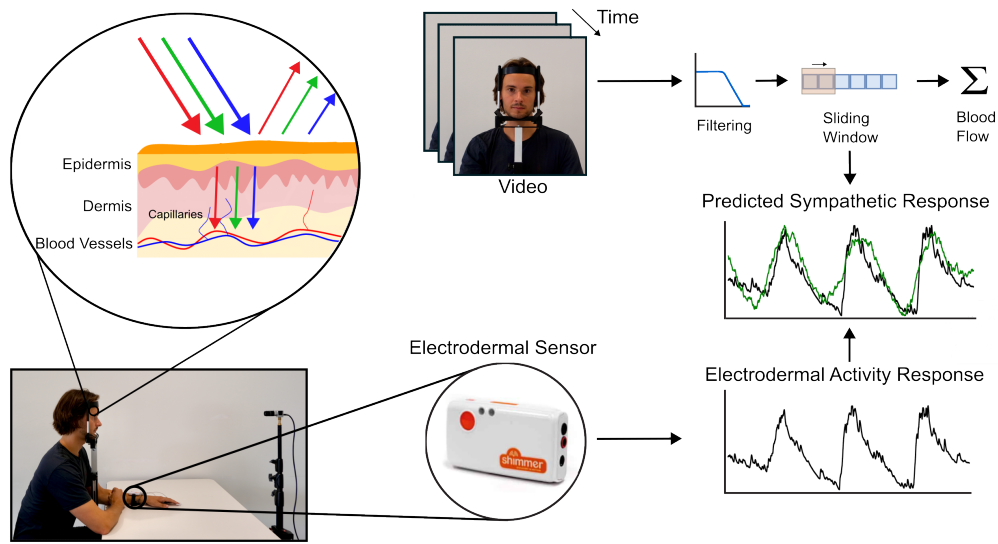 Time
Video
Filtering
Sliding
Window
Σ
Blood
Flow
Epidermis
Dermis
Capillaries
Blood Vessels
Predicted Sympathetic Response
Electrodermal Sensor
shimmer
Electrodermal Activity Response